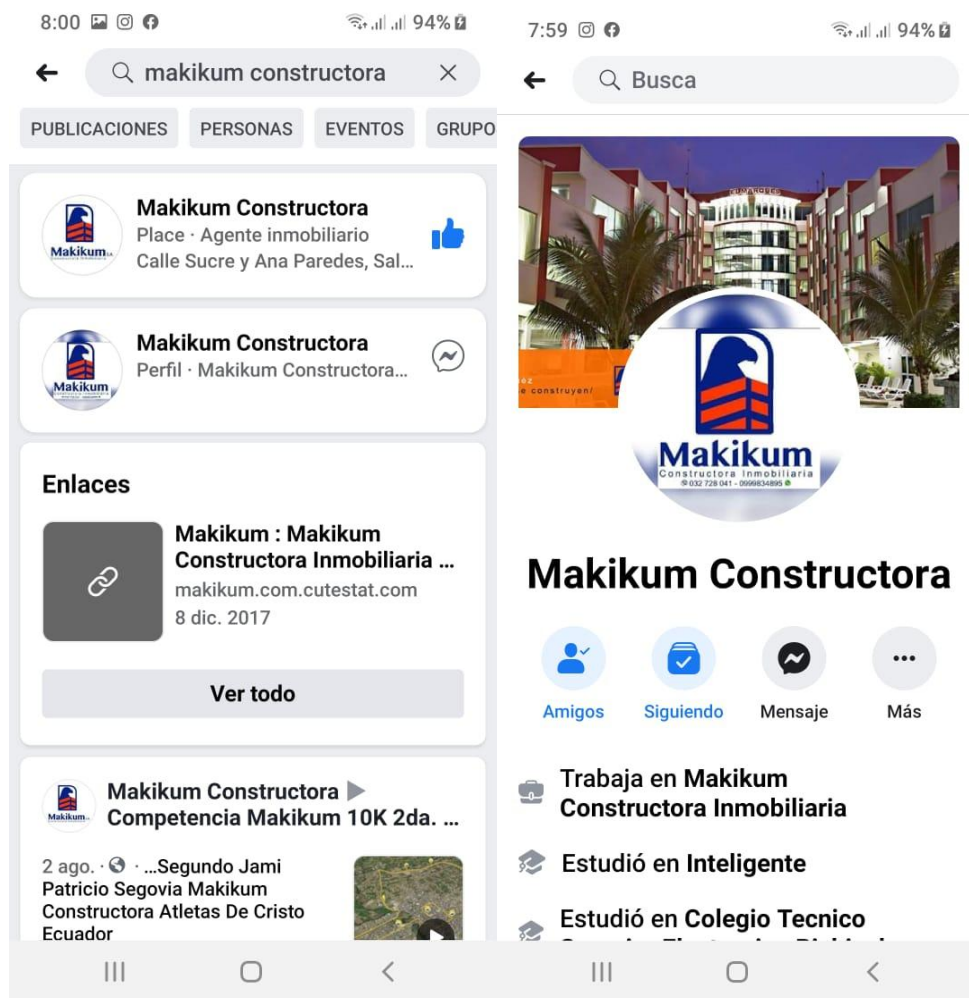 8:00
94%
makikum constructora
PUBLICACIONES PERSONAS EVENTOS GRUPO
Makikum
Makikum Constructora
Place · Agente inmobiliario
Calle Sucre y Ana Paredes, Sal...
Makikum
Makikum Constructora
Perfil · Makikum Constructora...
Enlaces
Makikum : Makikum
Constructora Inmobiliaria ...
makikum.com.cutestat.com
8 dic. 2017
Ver todo
Makikum
Makikum Constructora ▶
Competencia Makikum 10K 2da. ...
2 ago. · ...Segundo Jami
Patricio Segovia Makikum
Constructora Atletas De Cristo
Ecuador
7:59
94%
Busca
e construyen/
Makikum
Constructora Inmobiliaria
032 728 041 - 0999834895
Makikum Constructora
Amigos Siguiendo Mensaje Más
Trabaja en Makikum
Constructora Inmobiliaria
Estudió en Inteligente
Estudió en Colegio Tecnico